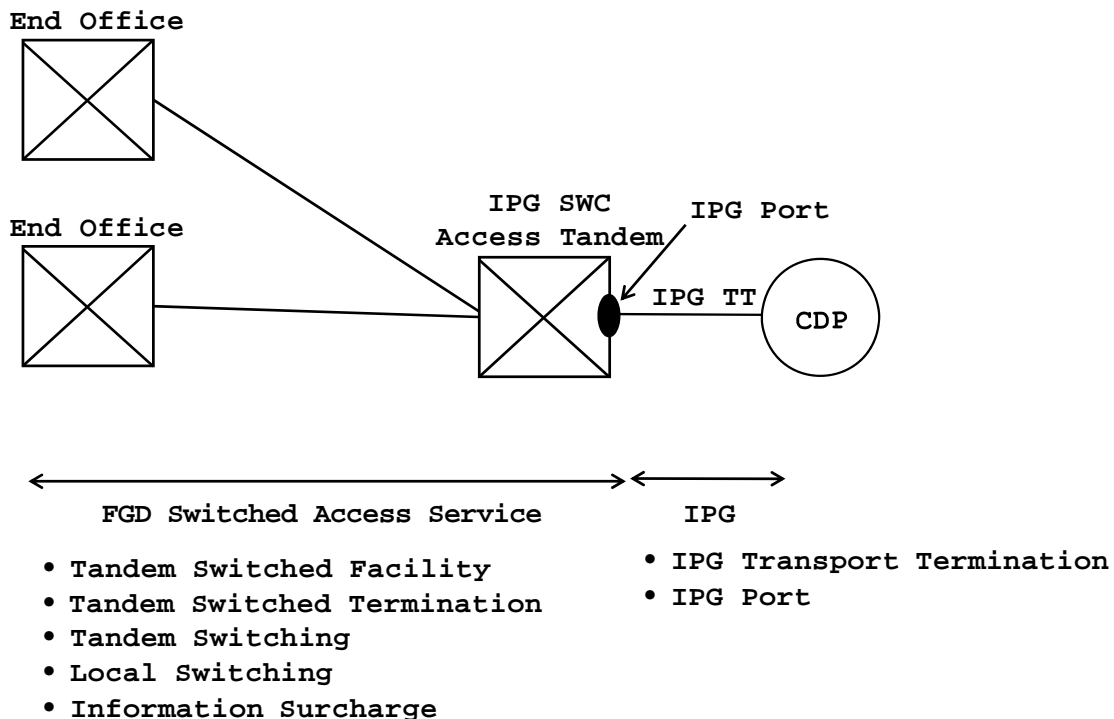 End Office
End Office
IPG SWC
Access Tandem
IPG Port
IPG TT
CDP
FGD Switched Access Service
• Tandem Switched Facility
• Tandem Switched Termination
• Tandem Switching
• Local Switching
• Information Surcharge
IPG
• IPG Transport Termination
• IPG Port